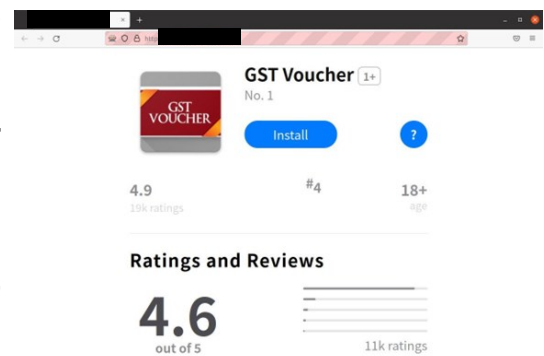 GST Voucher 1+
No. 1
GST
VOUCHER
Install
?
4.9
#4
18+
19k ratings
age
Ratings and Reviews
4.6
out of 5
11k ratings